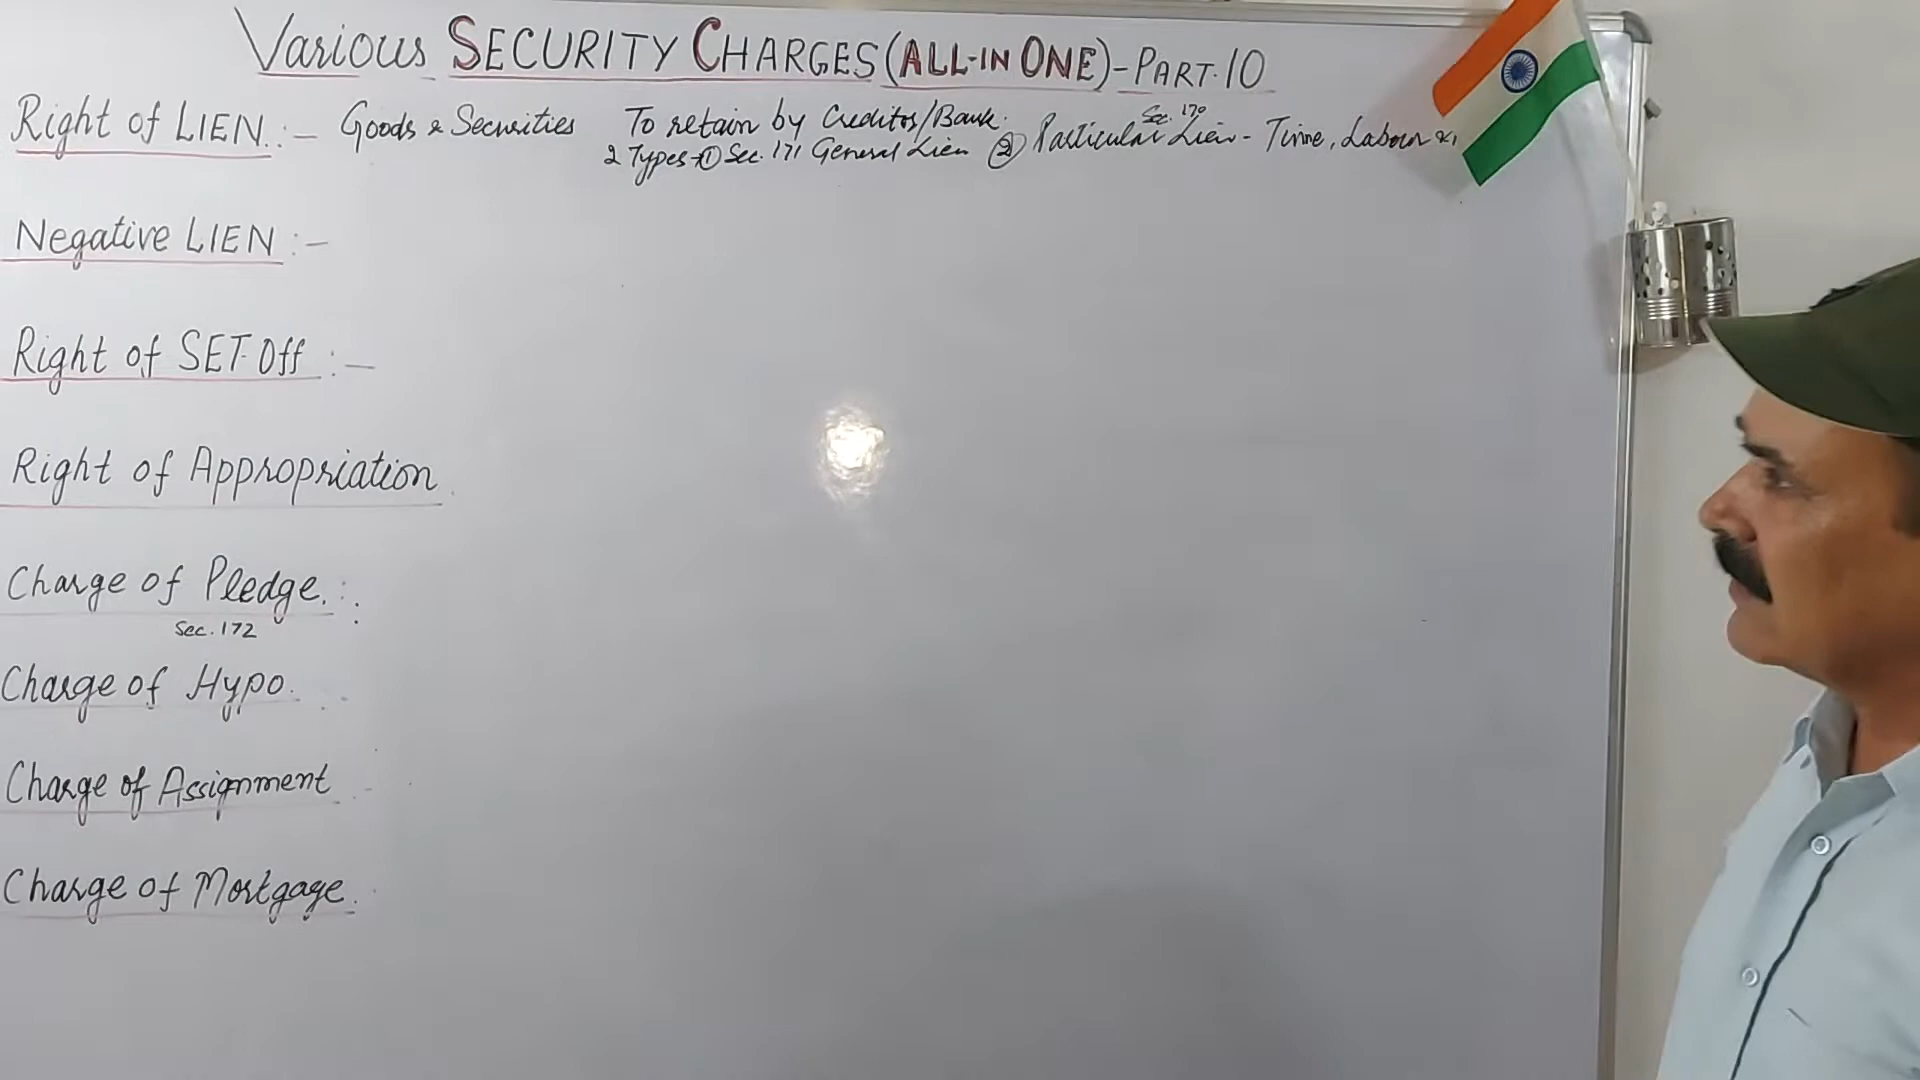 Various SECURITY CHARGES (ALL-IN ONE) - PART-10
Right of LIEN :- Goods & Securities To retain by Creditors/Bank.
2 Types → ① Sec. 171 General Lien ② Particular Lien - Time, Labour &
Sec. 170
Negative LIEN :-
Right of SET-Off :-
Right of Appropriation
Charge of Pledge. :
Sec. 172
Charge of Hypo.
Charge of Assignment
Charge of Mortgage.